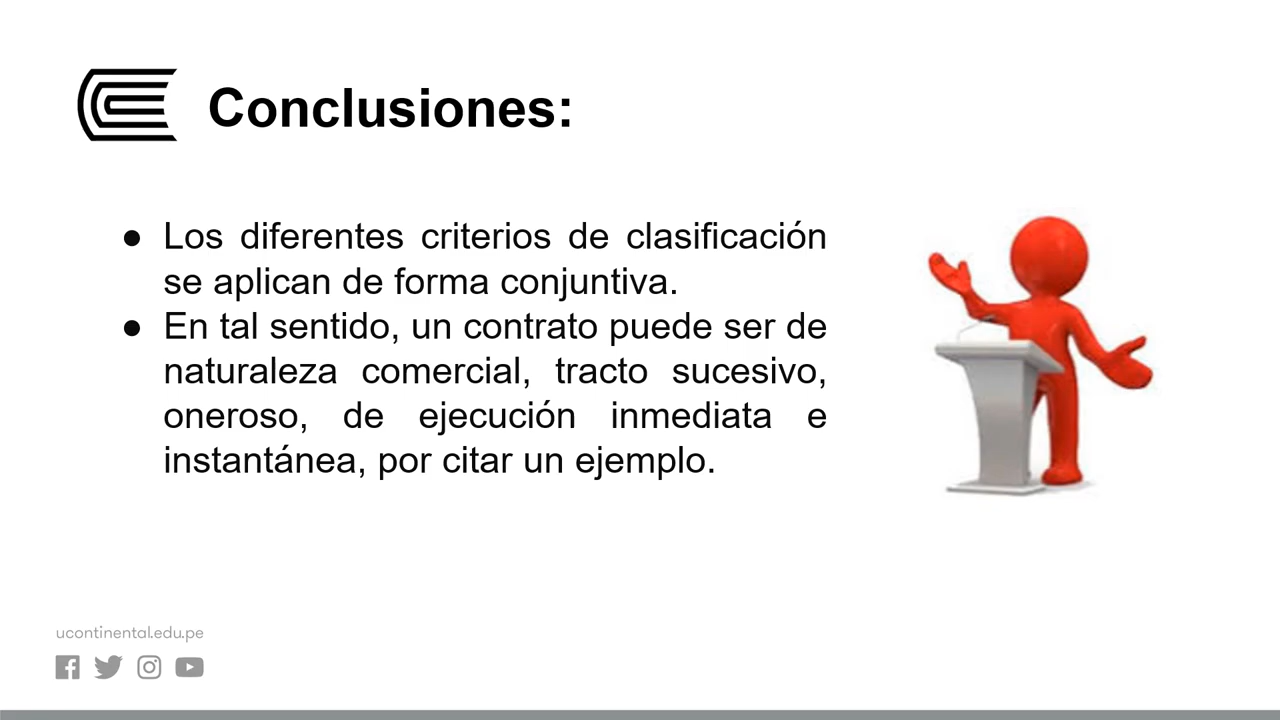 Conclusiones:
● Los diferentes criterios de clasificación
se aplican de forma conjuntiva.
● En tal sentido, un contrato puede ser de
naturaleza comercial, tracto sucesivo,
oneroso, de ejecución inmediata e
instantánea, por citar un ejemplo.
ucontinental.edu.pe